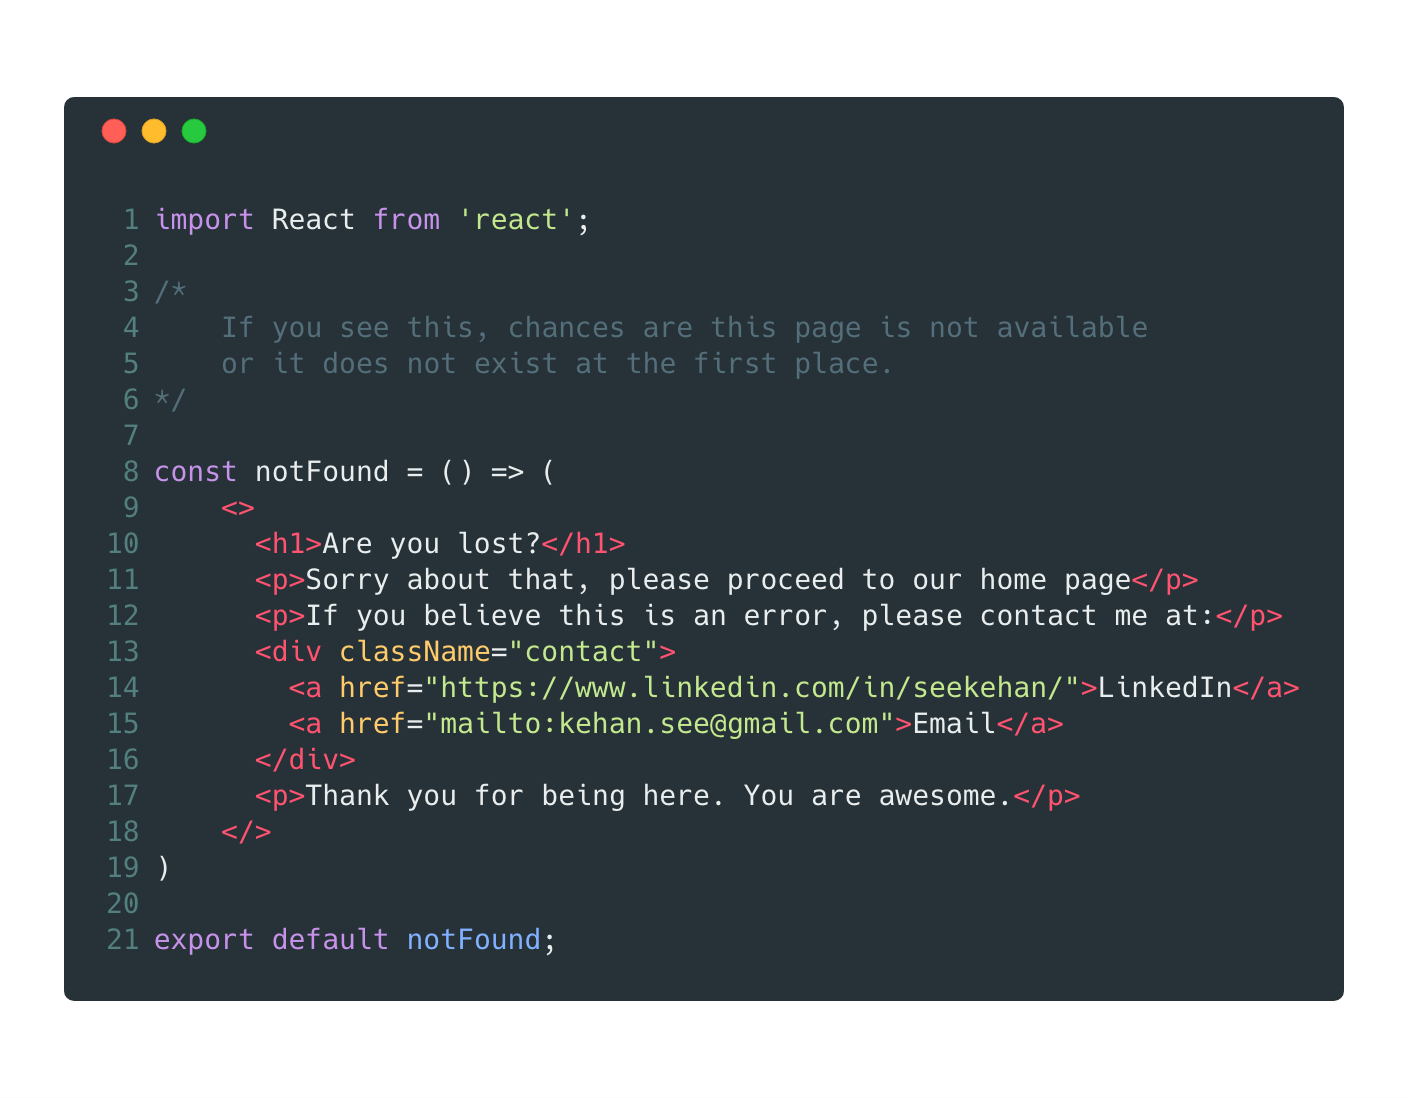 1 import React from 'react';
2
3 /*
4     If you see this, chances are this page is not available
5     or it does not exist at the first place.
6 */
7
8 const notFound = () => (
9     <>
10       <h1>Are you lost?</h1>
11       <p>Sorry about that, please proceed to our home page</p>
12       <p>If you believe this is an error, please contact me at:</p>
13       <div className="contact">
14         <a href="https://www.linkedin.com/in/seekehan/">LinkedIn</a>
15         <a href="mailto:kehan.see@gmail.com">Email</a>
16       </div>
17       <p>Thank you for being here. You are awesome.</p>
18     </>
19 )
20
21 export default notFound;